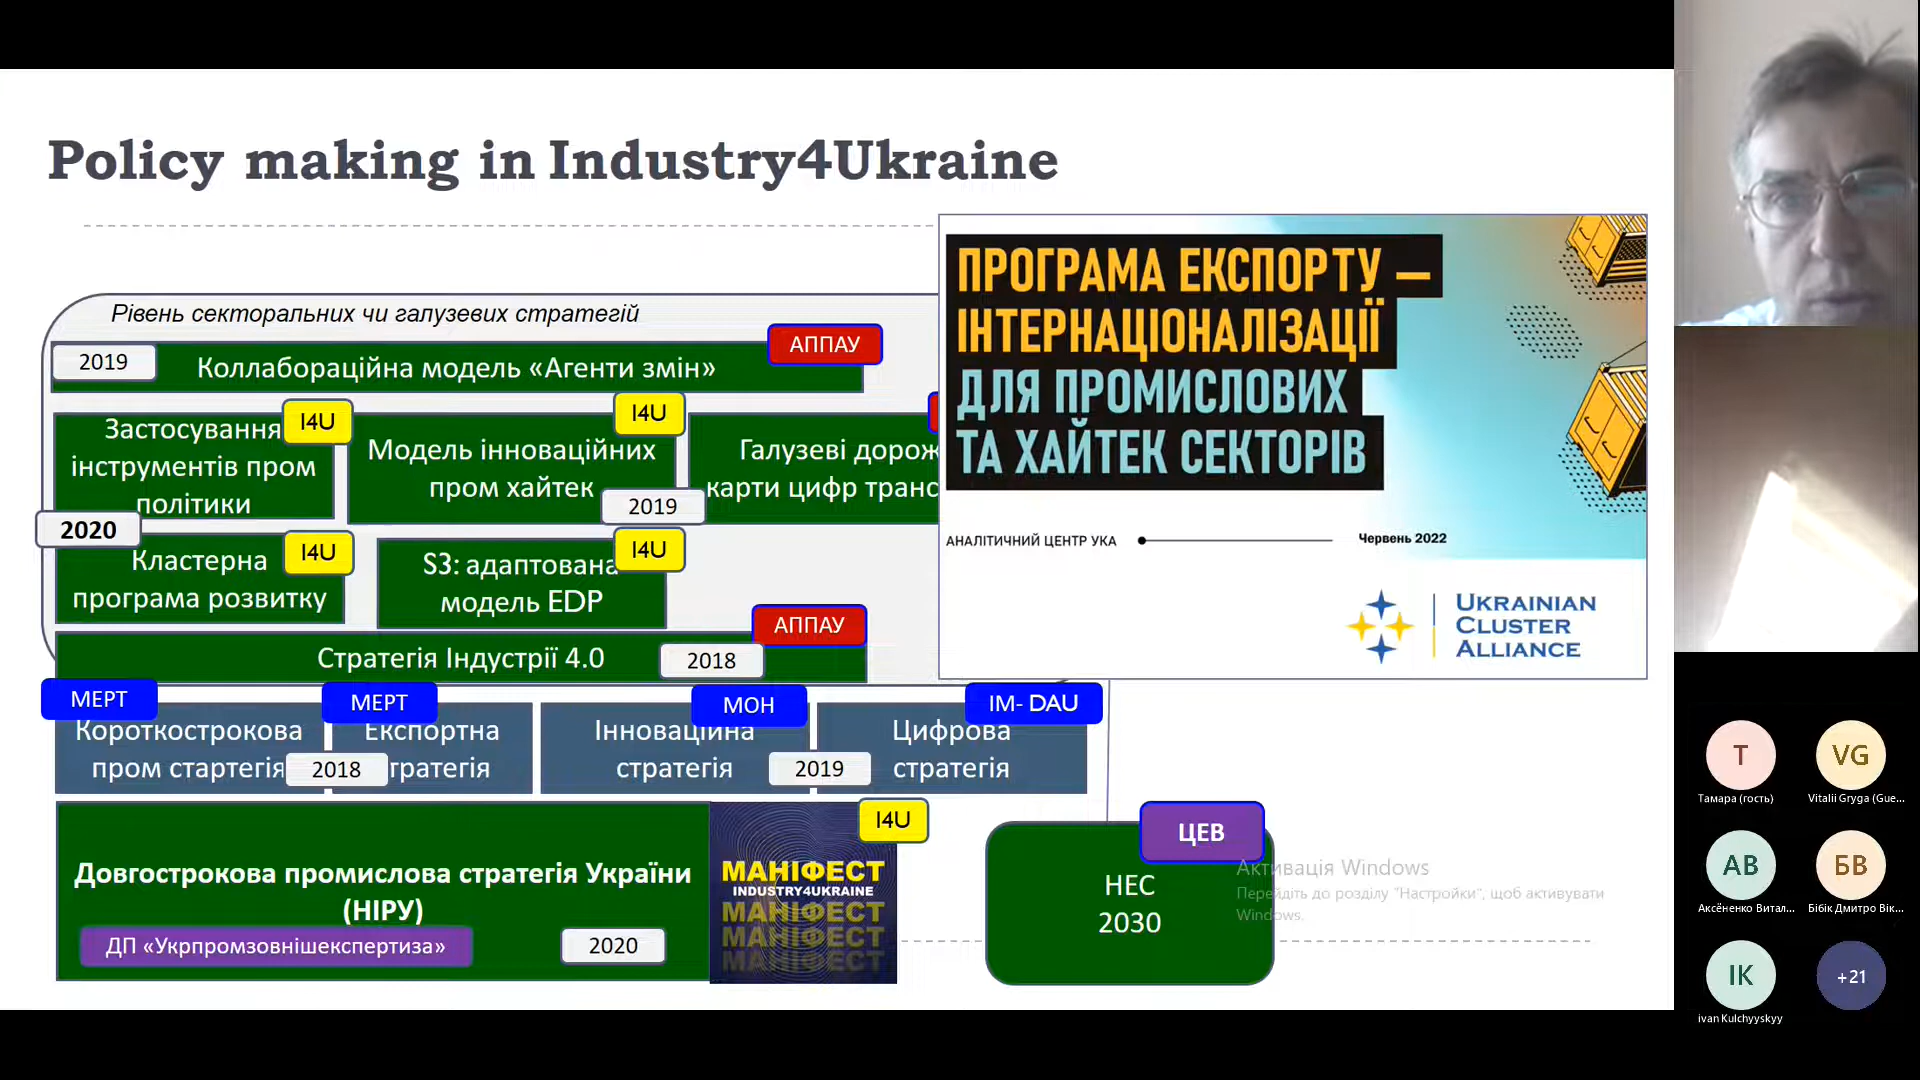 Policy making in Industry4Ukraine
Рівень секторальних чи галузевих стратегій
АППАУ
2019
Коллабораційна модель «Агенти змін»
I4U
Застосування
інструментів пром
політики
I4U
Модель інноваційних
пром хайтек
2019
Галузеві
карти цифр
2020
I4U
Кластерна
програма розвитку
I4U
S3: адаптована
модель EDP
АППАУ
Стратегія Індустрії 4.0
2018
МЕРТ
Короткострокова
пром стартегія
2018
МЕРТ
Експортна
тратегія
МОН
Інноваційна
стратегія
2019
IM- DAU
Цифрова
стратегія
I4U
Довгострокова промислова стратегія України
(НІРУ)
ДП «Укрпромзовнішекспертиза»
2020
МАНІФЕСТ
INDUSTRY4UKRAINE
МАНІФЕСТ
МАНІФЕСТ
МАНІФЕСТ
ЦЕВ
НЕС
2030
ПРОГРАМА ЕКСПОРТУ –
ІНТЕРНАЦІОНАЛІЗАЦІЇ
ДЛЯ ПРОМИСЛОВИХ
ТА ХАЙТЕК СЕКТОРІВ
АНАЛІТИЧНИЙ ЦЕНТР УКА
Червень 2022
UKRAINIAN
CLUSTER
ALLIANCE
Активація Windows
Перейдіть до розділу "Настройки", щоб активувати
Windows.
T
Тамара (гость)
VG
Vitalii Gryga (Gue...
АВ
Аксёненко Витал...
БВ
Бібік Дмитро Вік...
IK
ivan Kulchyyskyy
+21